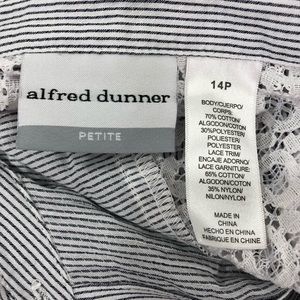 alfred dunner
PETITE
14P
BODY/CUERPO/
CORPS:
70% COTTON/
ALGODON/COTON
30%POLYESTER/
POLIESTER/
POLYESTER
LACE TRIM/
ENCAJE ADORNO/
LACE GARNITURE:
65% COTTON/
ALGODON/COTON
35% NYLON/
NILON/NYLON
MADE IN
CHINA
HECHO EN CHINA
FABRIQUE EN CHINE